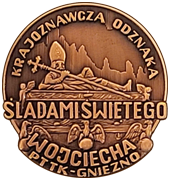 KRAJOZNAWCZA ODZNAKA
ŚLADAMI ŚWIĘTEGO
WOJCIECHA
PTTK-GNIEZNO